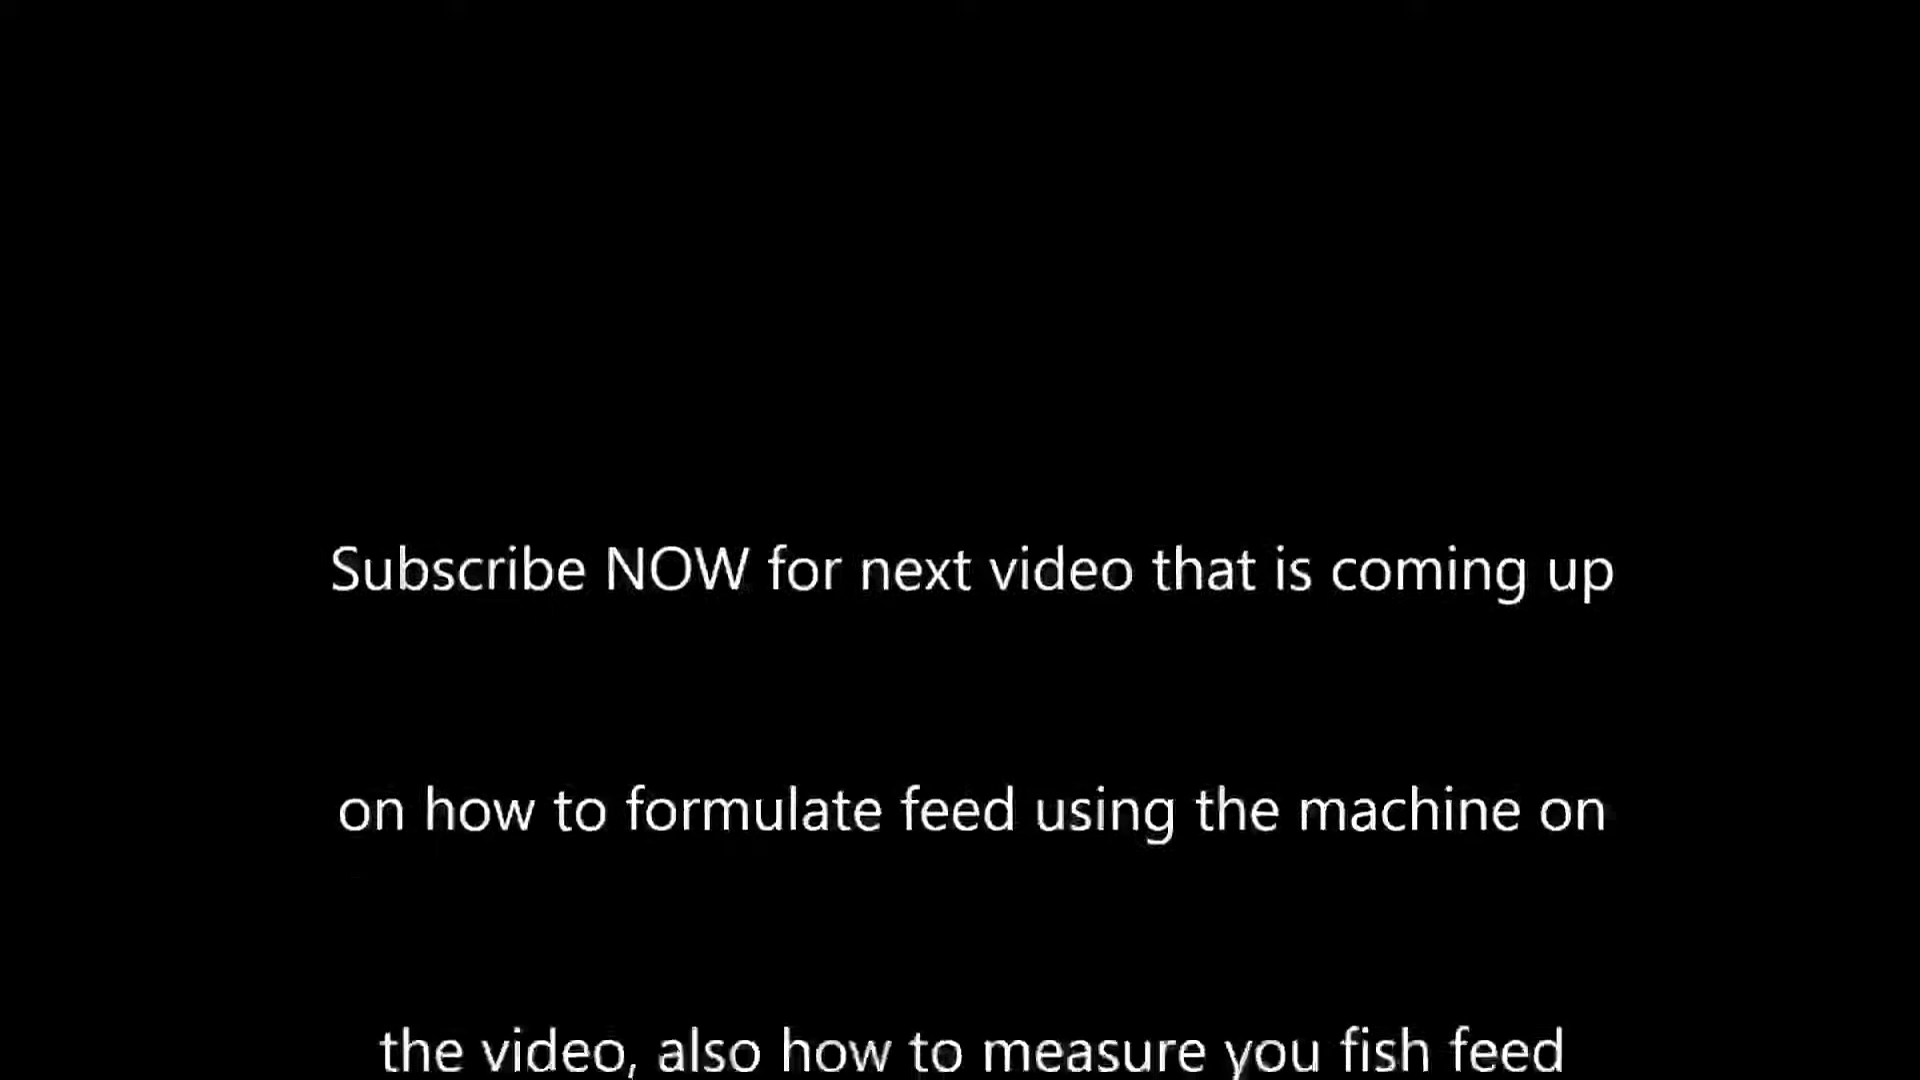 Subscribe NOW for next video that is coming up
on how to formulate feed using the machine on
the video, also how to measure you fish feed